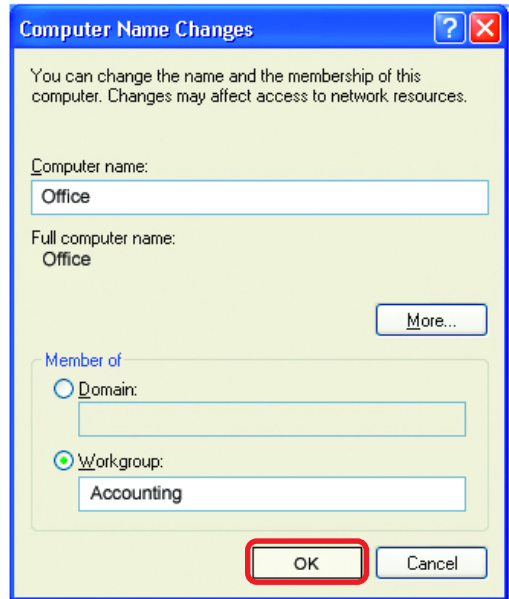 Computer Name Changes
You can change the name and the membership of this
computer. Changes may affect access to network resources.
Computer name:
Office
Full computer name:
Office
More...
Member of
Domain:
Workgroup:
Accounting
OK Cancel